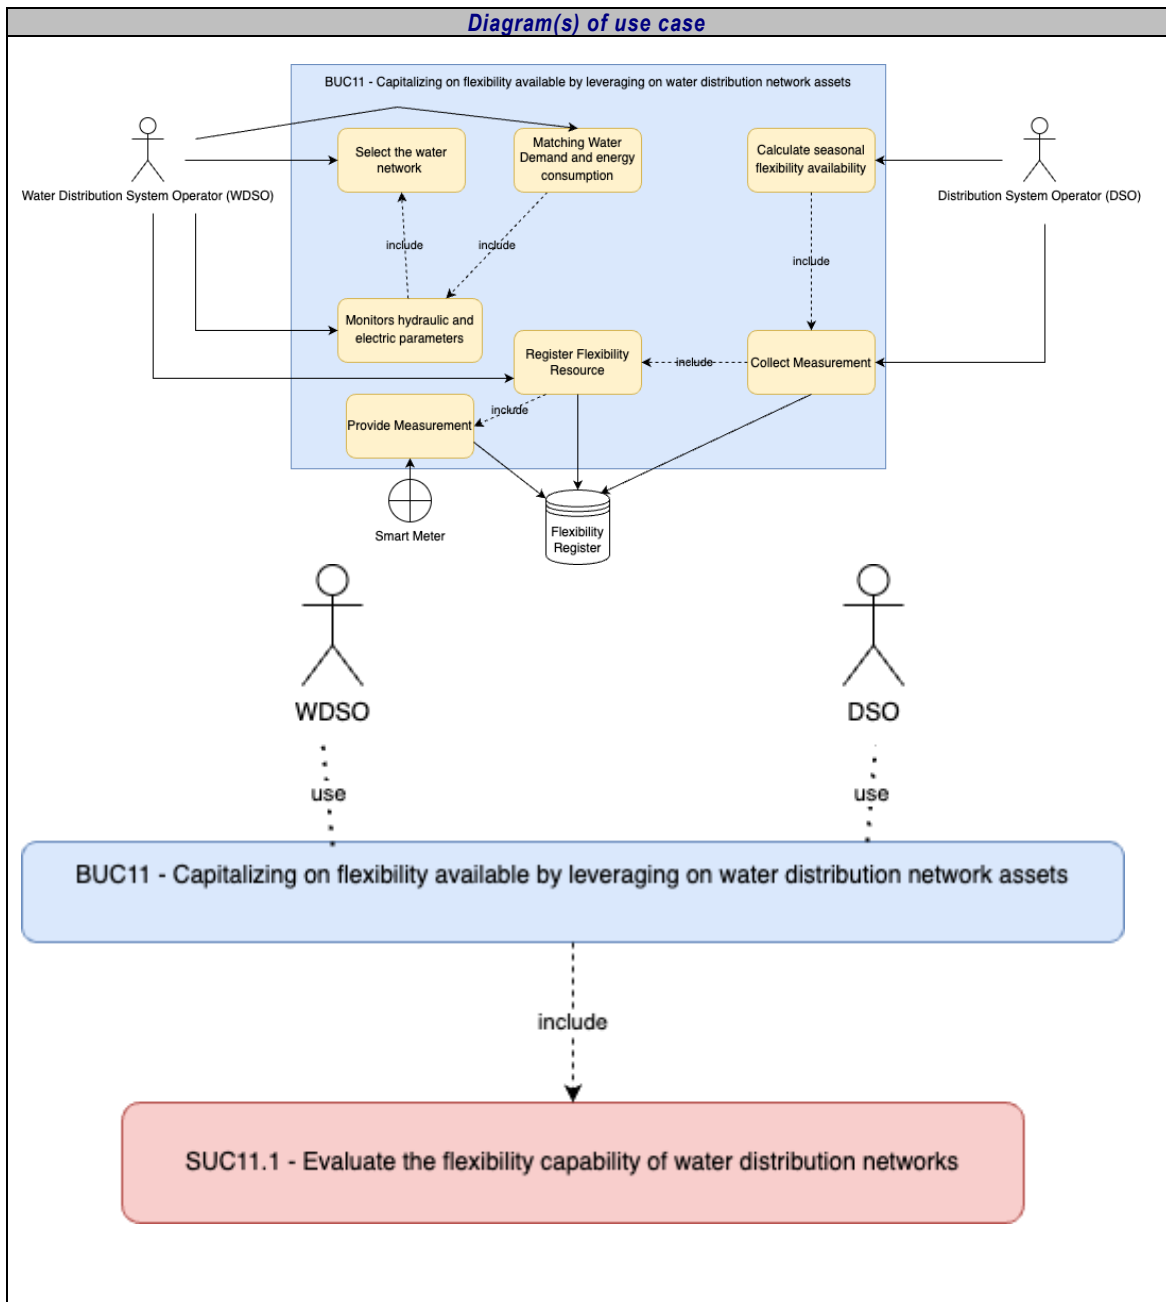 Diagram(s) of use case
BUC11 - Capitalizing on flexibility available by leveraging on water distribution network assets
Select the water
network
Matching Water
Demand and energy
consumption
Calculate seasonal
flexibility availability
Water Distribution System Operator (WDSO)
Distribution System Operator (DSO)
include
include
include
Monitors hydraulic and
electric parameters
Register Flexibility
Resource
include
Collect Measurement
include
Provide Measurement
Smart Meter
Flexibility
Register
WDSO
DSO
use
use
BUC11 - Capitalizing on flexibility available by leveraging on water distribution network assets
include
SUC11.1 - Evaluate the flexibility capability of water distribution networks